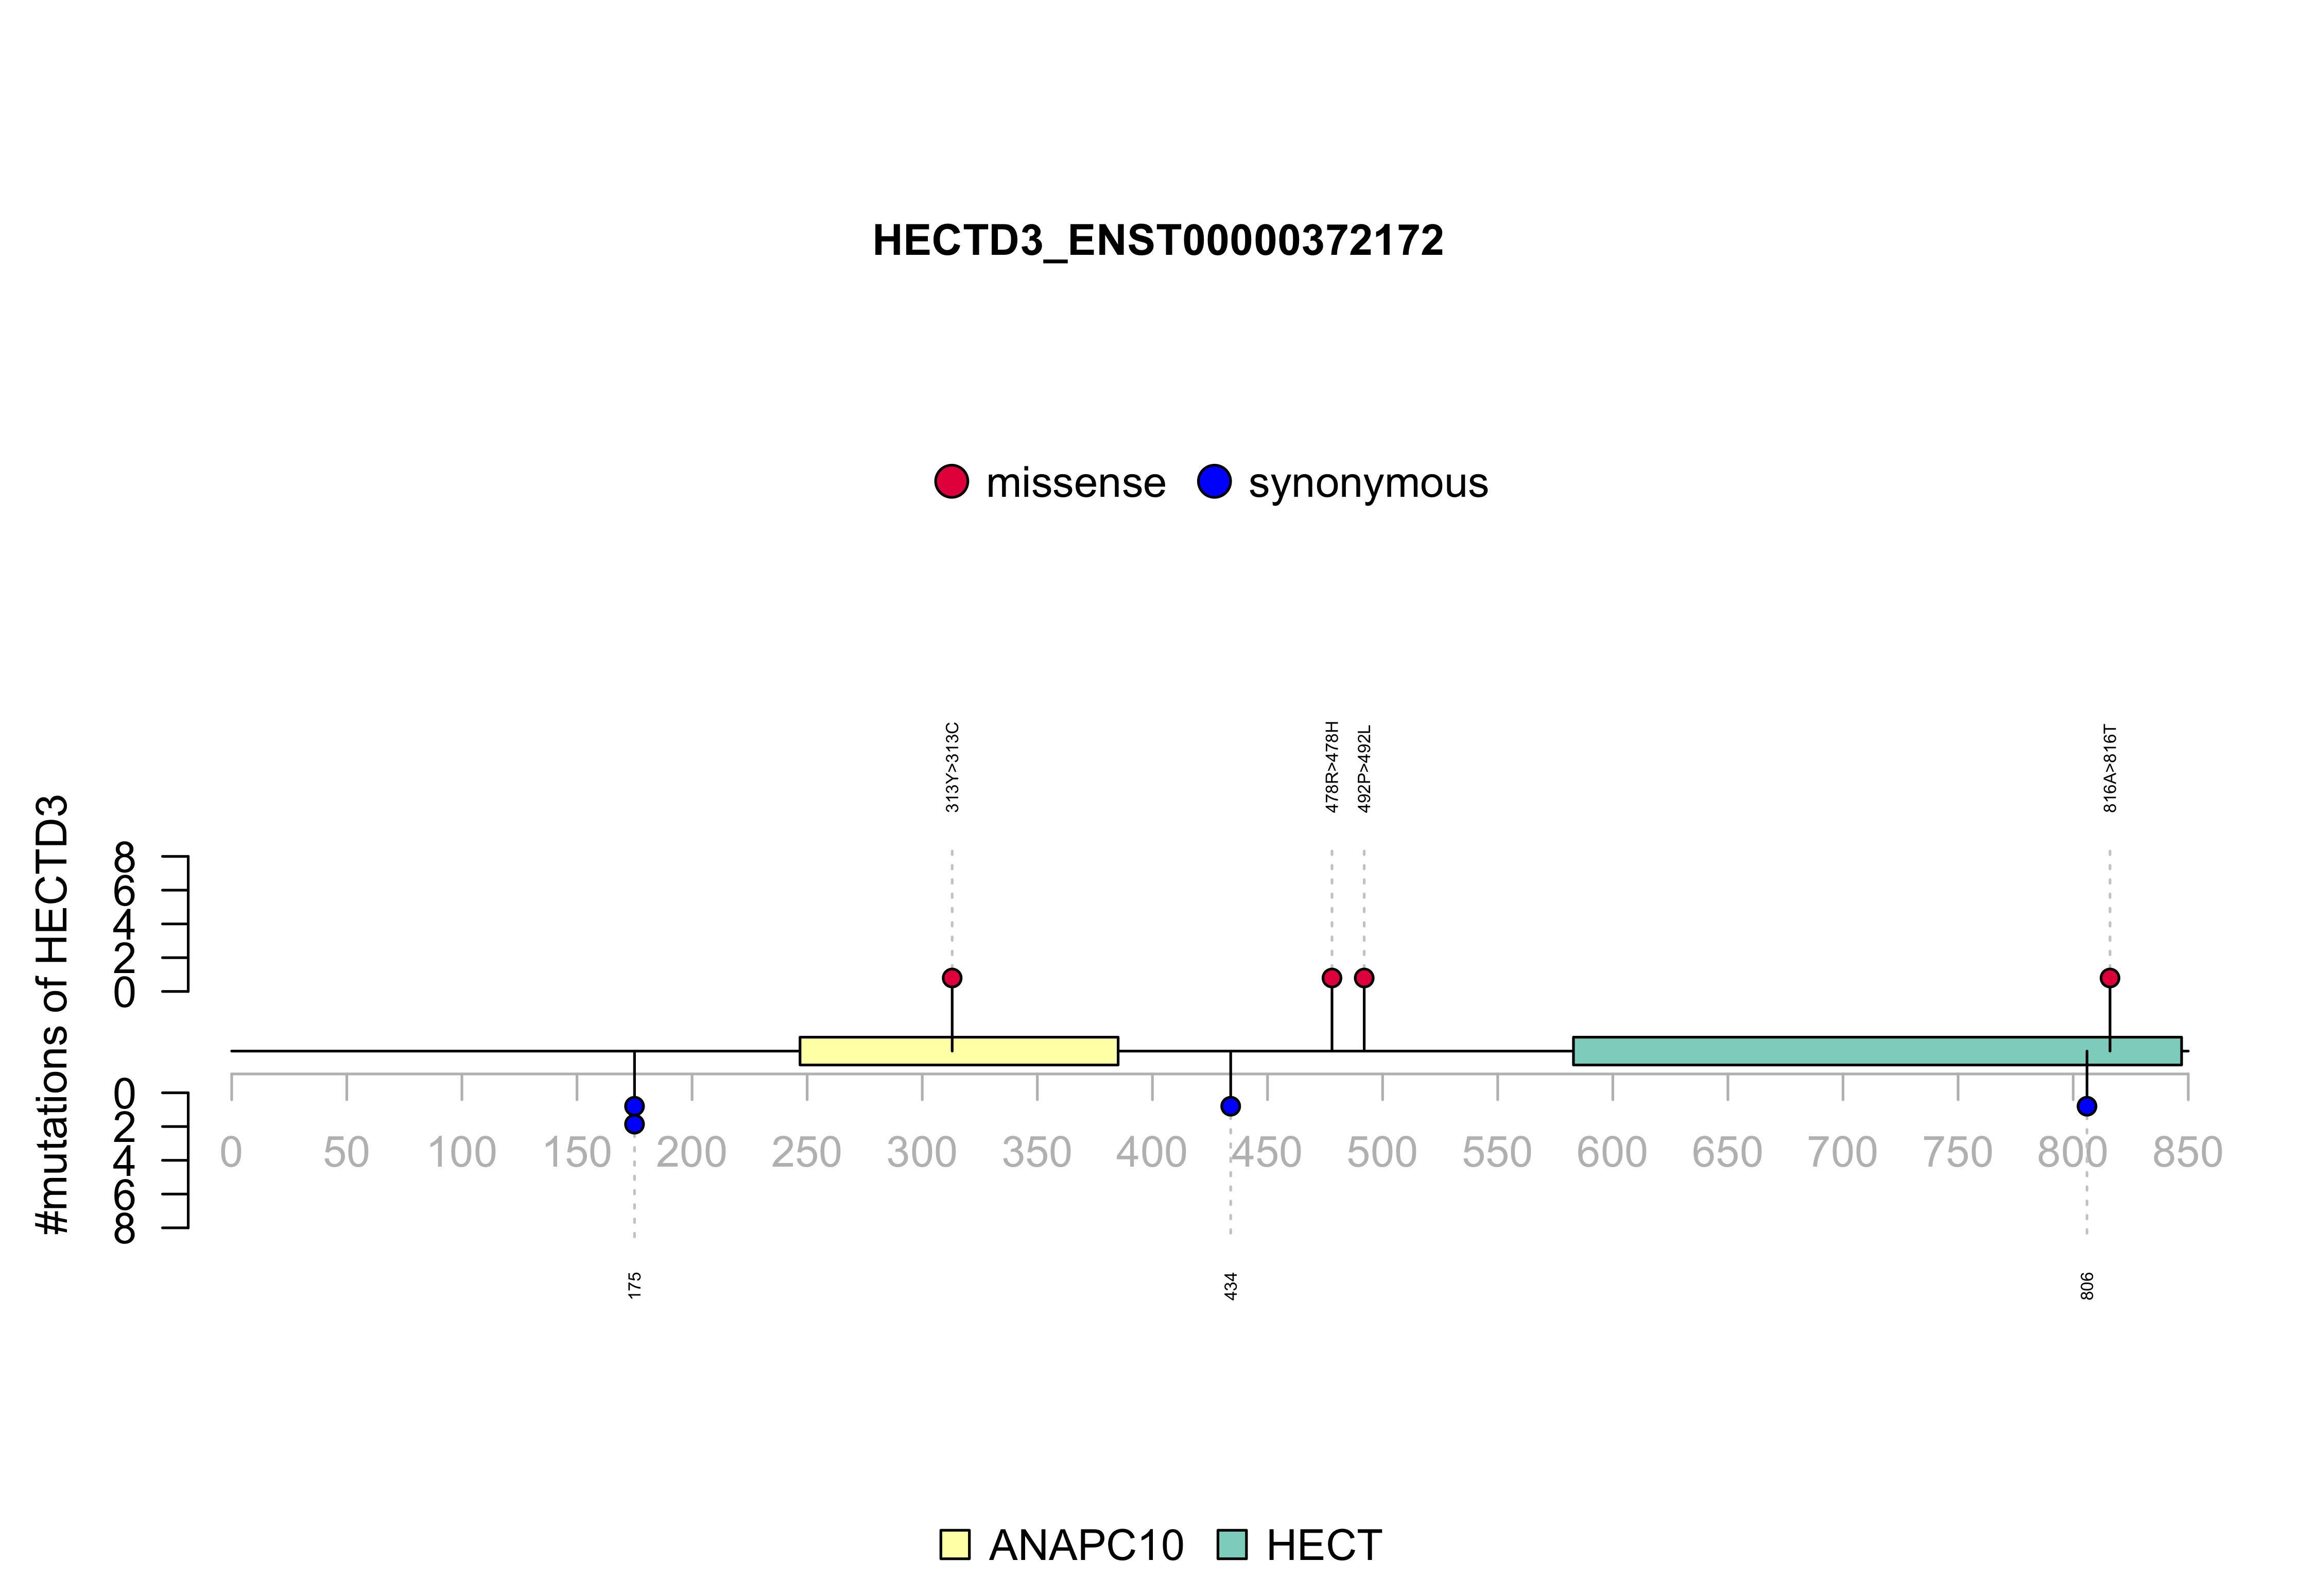 HECTD3_ENST00000372172
missense synonymous
313Y>313C
478R>478H
492P>492L
816A>816T
#mutations of HECTD3
8
6
4
2
0
0
2
4
6
8
0 50 100 150 200 250 300 350 400 450 500 550 600 650 700 750 800 850
175
434
806
ANAPC10 HECT